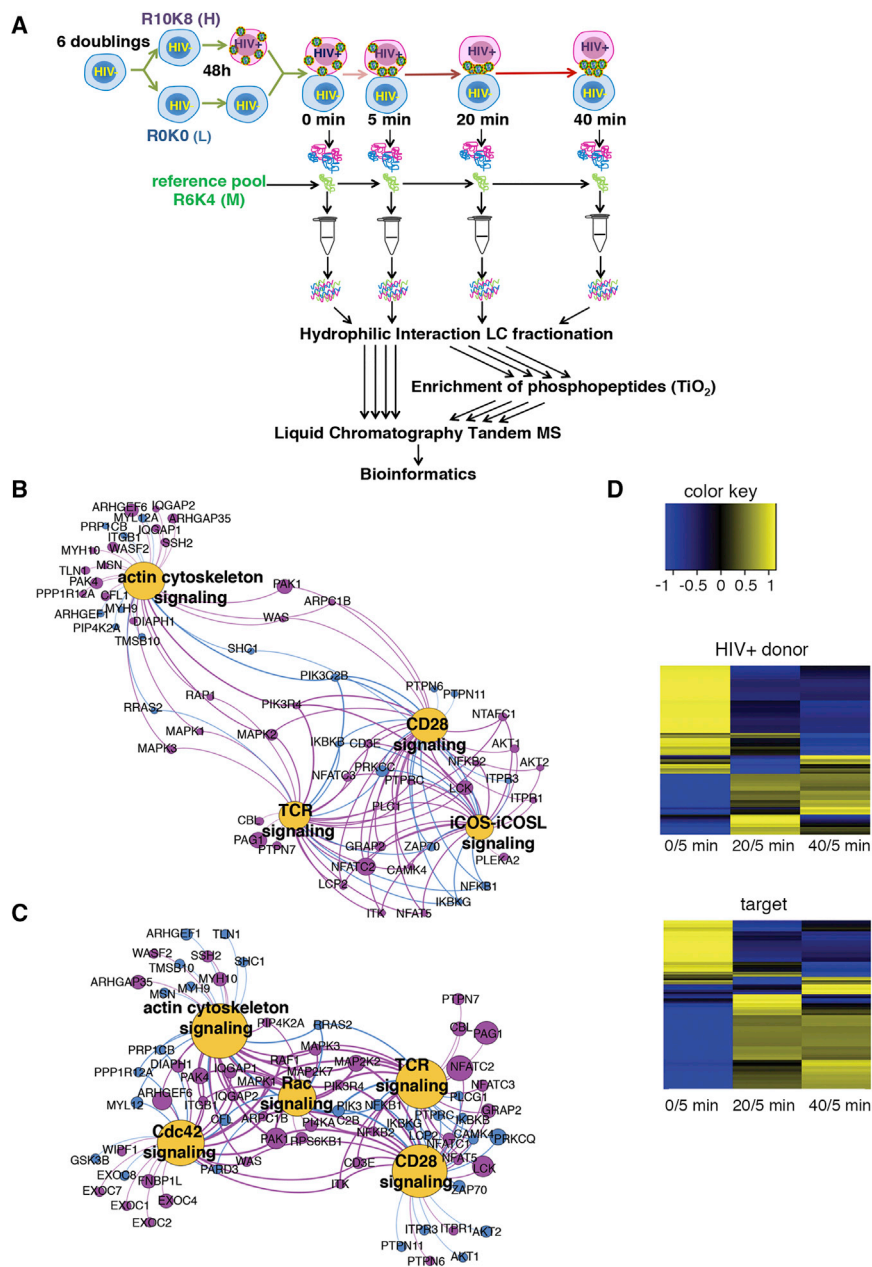 A
R10K8 (H)
6 doublings
HIV-
HIV-
HIV+
48h
HIV-
HIV-
R0K0 (L)
HIV+
HIV+
HIV+
HIV+
HIV-
HIV-
HIV-
HIV-
0 min
5 min
20 min
40 min
reference pool
R6K4 (M)
Hydrophilic Interaction LC fractionation
Enrichment of phosphopeptides (TiO2)
Liquid Chromatography Tandem MS
Bioinformatics
B
ARHGEF6
IQGAP2
MYL12A
ARHGAP35
PRP1CB
IQGAP1
ITGB1
SSH2
MYH10
WASF2
TLN1
MSN
PAK4
PPP1R12A
CFL1
actin cytoskeleton
signaling
ARHGEF1
MYH9
PIP4K2A
DIAPH1
TMSB10
PAK1
ARPC1B
WAS
SHC1
PIK3C2B
PTPN6
PTPN11
RAP1
PIK3R4
RRAS2
NTAFC1
CD28
signaling
MAPK1
MAPK2
MAPK3
IKBKB
CD3E
AKT1
NFKB2
AKT2
PRKCC
NFATC3
PTPRC
ITPR3
LCK
ITPR1
PLC1
TCR
signaling
CBL
iCOS-iCOSL
signaling
PAG1
PTPN7
GRAP2
ZAP70
PLEKA2
NFATC2
CAMK4
LCP2
NFKB1
IKBKG
ITK
NFAT5
C
ARHGEF1
TLN1
WASF2
SSH2
SHC1
TMSB10
ARHGAP35
MYH10
MSN
MYH9
actin cytoskeleton
signaling
PIP4K2A
RRAS2
PTPN7
CBL
PAG1
PRP1CB
MAPK3
DIAPH1
IQGAP1
RAF1
MAP2K2
TCR
signaling
NFATC2
PPP1R12A
PAK4
MAP2K7
MAPK1
Rac
signaling
PIK3R4
NFATC3
ARHGEF6
IQGAP2
PLCG1
MYL12
ITGB1
PIK3
C2B
NFKB1
PTPRC
GRAP2
CFL
ARPC1B
PI4KA
IKBKG
IKBKB
Cdc42
signaling
PAK1
RPS6KB1
NFKB2
LCP2
CAMK4
PRKCQ
NFATC1
WIPF1
WAS
CD3E
CD28
signaling
NFAT5
LCK
GSK3B
PARD3
EXOC8
FNBP1L
ITK
ZAP70
EXOC7
EXOC4
EXOC1
EXOC2
ITPR3
ITPR1
AKT2
PTPN11
AKT1
PTPN6
D
color key
-1 -0.5 0 0.5 1
HIV+ donor
0/5 min 20/5 min 40/5 min
target
0/5 min 20/5 min 40/5 min